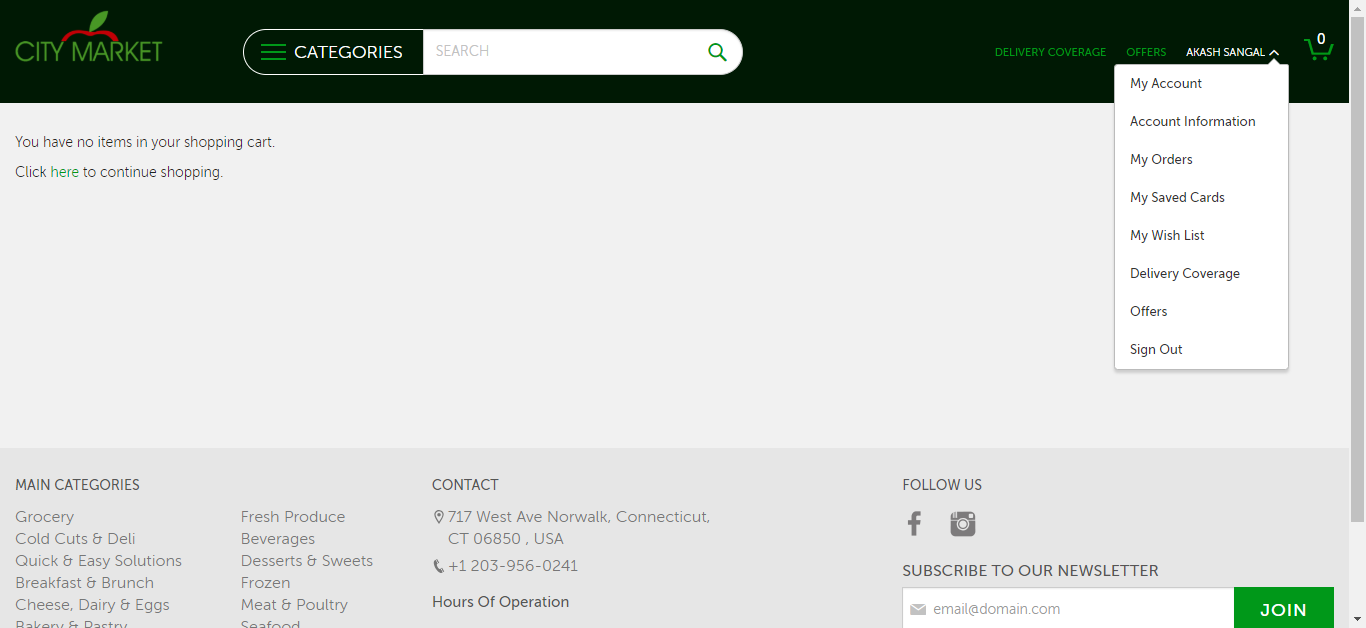 CITY MARKET
CATEGORIES
SEARCH
DELIVERY COVERAGE
OFFERS
AKASH SANGAL
0
My Account
Account Information
My Orders
My Saved Cards
My Wish List
Delivery Coverage
Offers
Sign Out
You have no items in your shopping cart.
Click here to continue shopping.
MAIN CATEGORIES
Grocery
Cold Cuts & Deli
Quick & Easy Solutions
Breakfast & Brunch
Cheese, Dairy & Eggs
Bakery & Pastry
Fresh Produce
Beverages
Desserts & Sweets
Frozen
Meat & Poultry
Seafood
CONTACT
717 West Ave Norwalk, Connecticut,
CT 06850 , USA
+1 203-956-0241
Hours Of Operation
FOLLOW US
SUBSCRIBE TO OUR NEWSLETTER
email@domain.com
JOIN